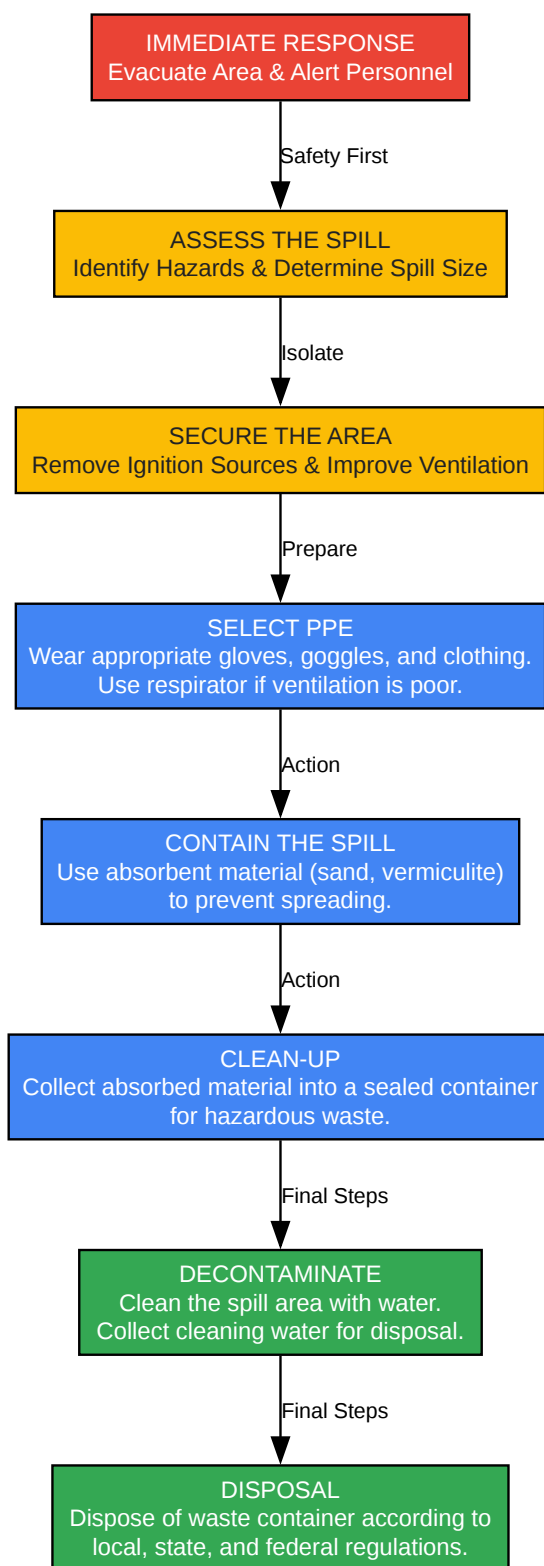 IMMEDIATE RESPONSE
Evacuate Area & Alert Personnel
Safety First
ASSESS THE SPILL
Identify Hazards & Determine Spill Size
Isolate
SECURE THE AREA
Remove Ignition Sources & Improve Ventilation
Prepare
SELECT PPE
Wear appropriate gloves, goggles, and clothing.
Use respirator if ventilation is poor.
Action
CONTAIN THE SPILL
Use absorbent material (sand, vermiculite)
to prevent spreading.
Action
CLEAN-UP
Collect absorbed material into a sealed container
for hazardous waste.
Final Steps
DECONTAMINATE
Clean the spill area with water.
Collect cleaning water for disposal.
Final Steps
DISPOSAL
Dispose of waste container according to
local, state, and federal regulations.